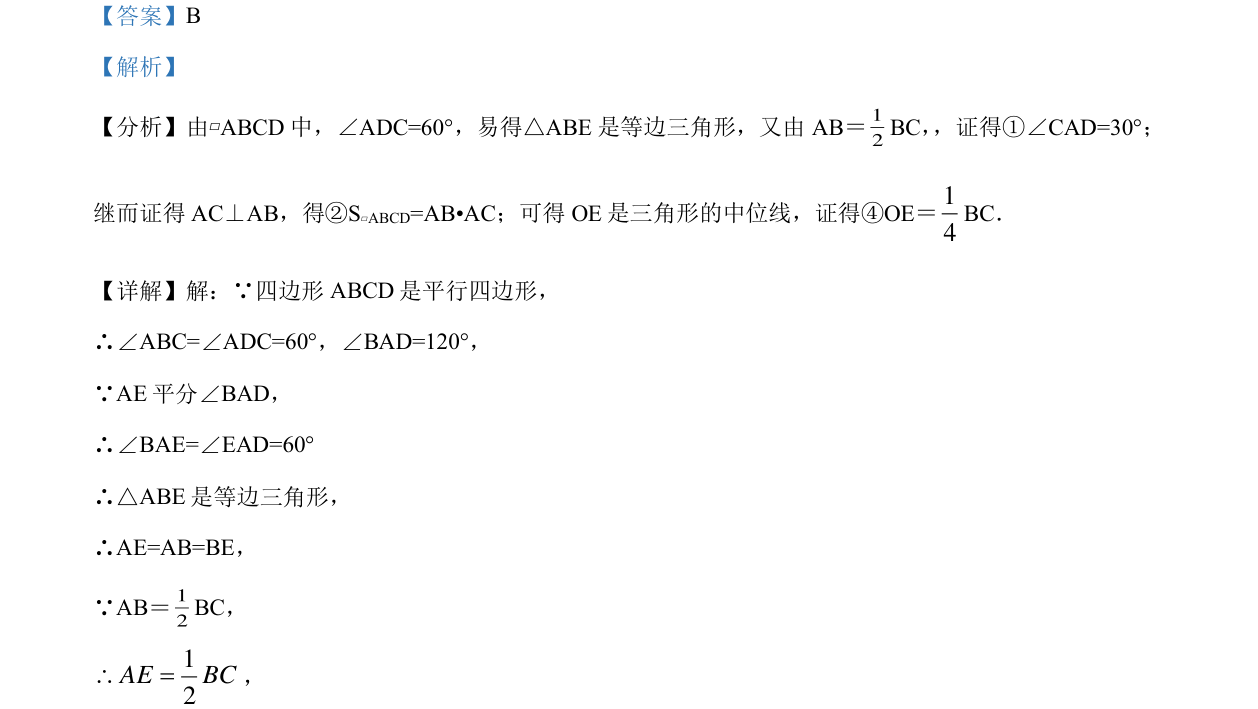 【答案】B
【解析】
【分析】由▱ABCD 中，∠ADC=60°，易得△ABE 是等边三角形，又由 AB＝1/2 BC，，证得①∠CAD=30°；
继而证得 AC⊥AB，得②S▱ABCD=AB•AC；可得 OE 是三角形的中位线，证得④OE＝1/4 BC．
【详解】解：∵四边形 ABCD 是平行四边形，
∴∠ABC=∠ADC=60°，∠BAD=120°，
∵AE 平分∠BAD，
∴∠BAE=∠EAD=60°
∴△ABE 是等边三角形，
∴AE=AB=BE，
∵AB＝1/2 BC，
∴AE=1/2 BC，